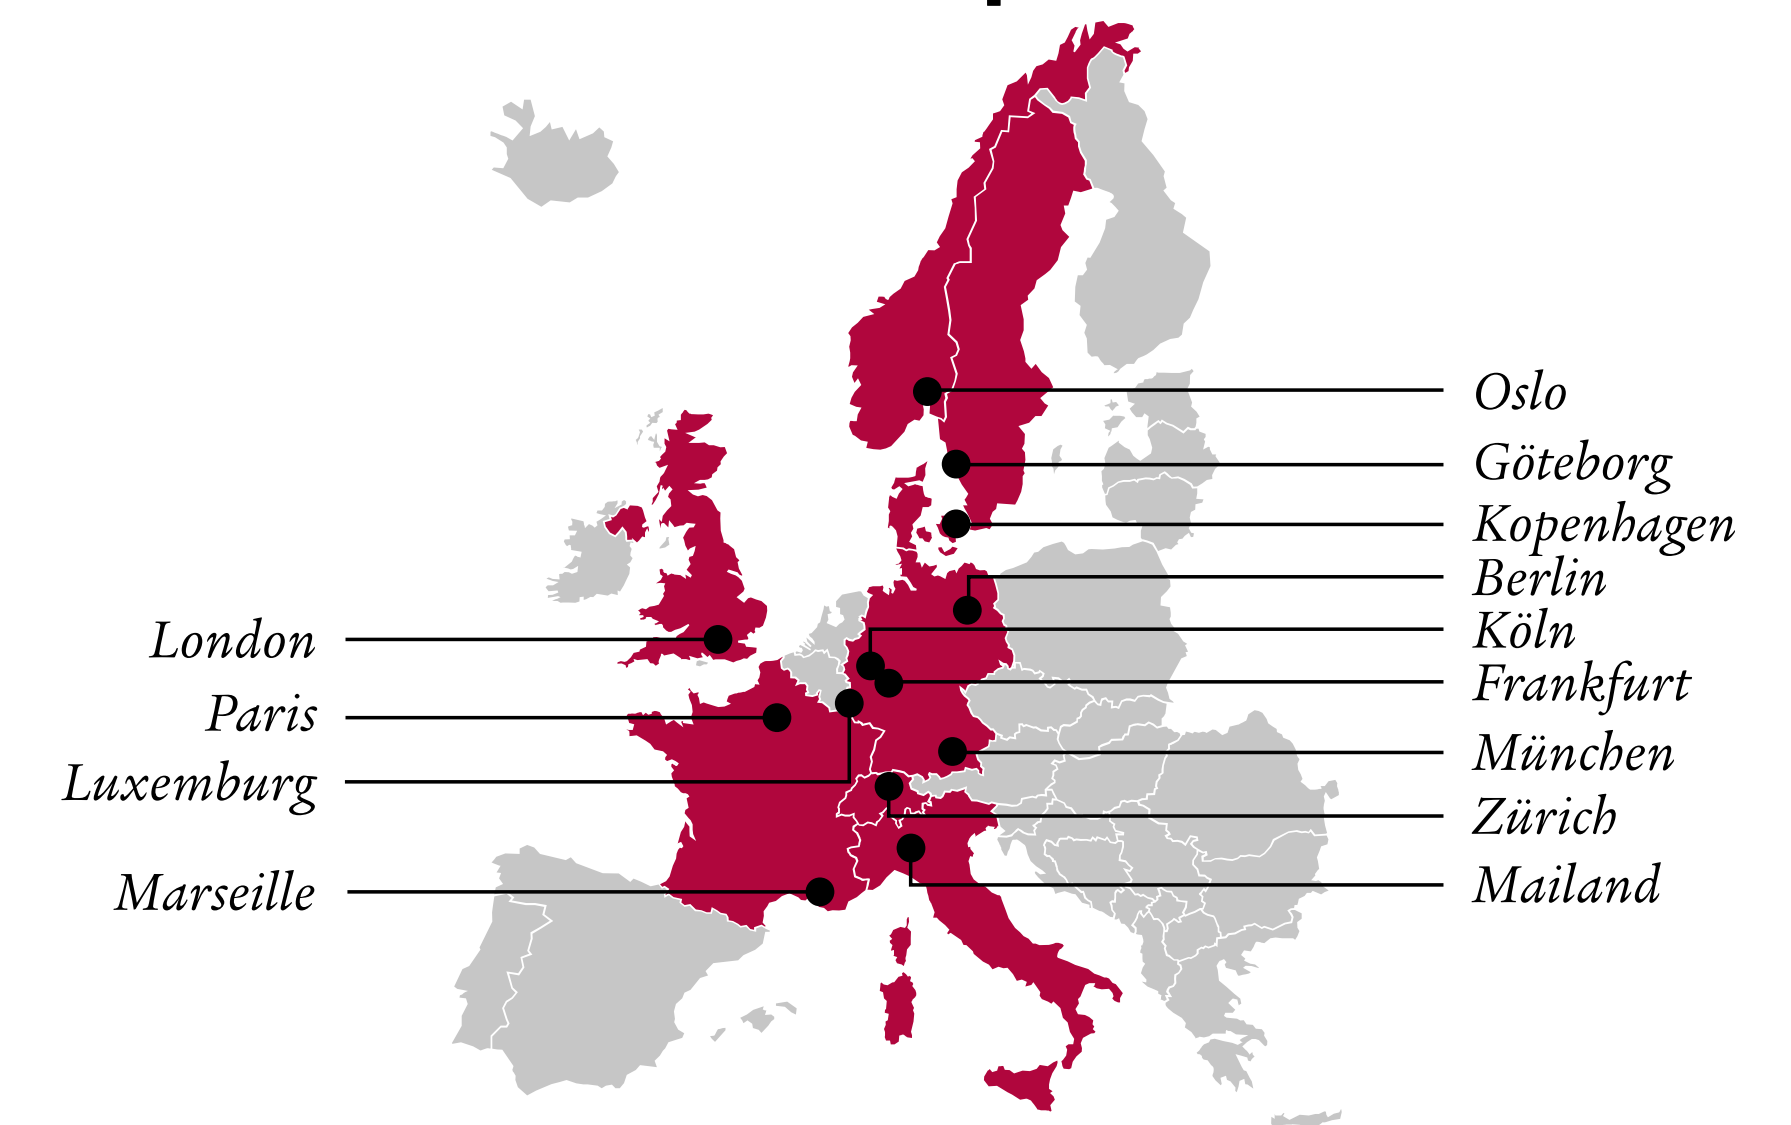 London
Paris
Luxemburg
Marseille
Oslo
Göteborg
Kopenhagen
Berlin
Köln
Frankfurt
München
Zürich
Mailand